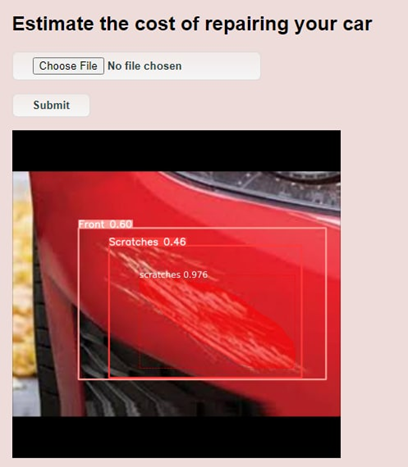 Estimate the cost of repairing your car
Choose File No file chosen
Submit
Front 0.60
Scratches 0.46
scratches 0.976